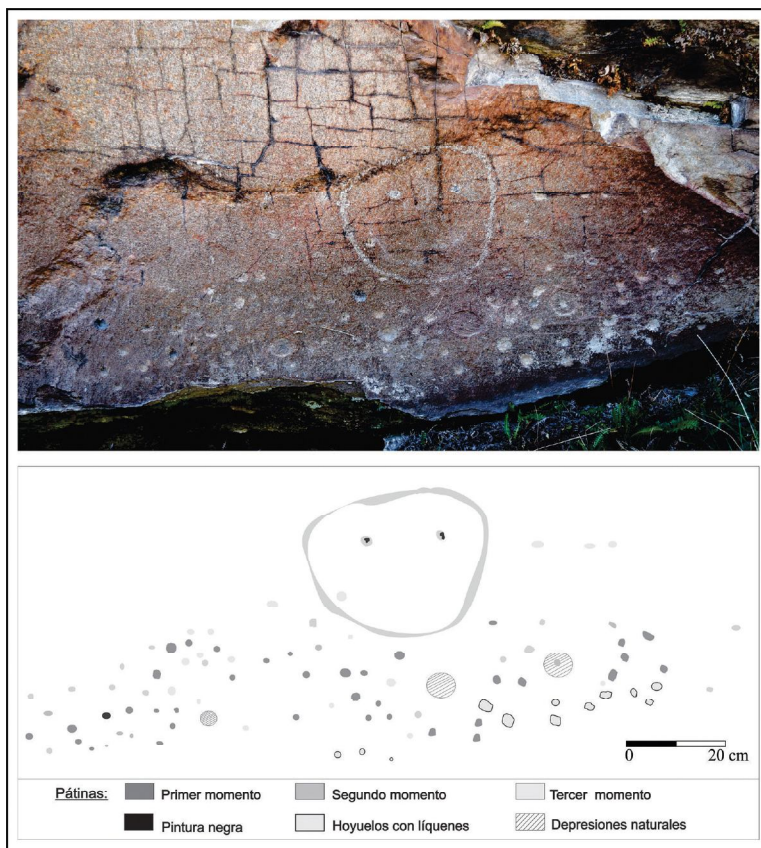 0 20 cm
Pátinas: Primer momento Segundo momento Tercer momento
Pintura negra Hoyuelos con líquenes Depresiones naturales